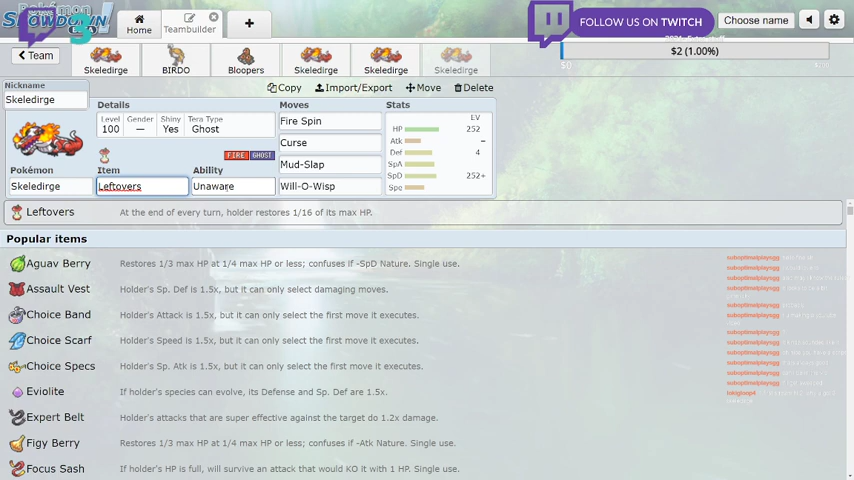 Pokémon
SHOWDOWN
Home
Teambuilder
FOLLOW US ON TWITCH
Choose name
Team
Skeledirge
BIRDO
Bloopers
Skeledirge
Skeledirge
Skeledirge
$2 (1.00%)
Copy
Import/Export
Move
Delete
Nickname
Skeledirge
Details
Moves
Stats
Level
100
Gender
—
Shiny
Yes
Tera Type
Ghost
Fire Spin
Curse
Mud-Slap
Will-O-Wisp
EV
HP 252
Atk –
Def 4
SpA
SpD 252+
Spe
FIRE GHOST
Pokémon
Skeledirge
Item
Leftovers
Ability
Unaware
Leftovers At the end of every turn, holder restores 1/16 of its max HP.
Popular items
Aguav Berry Restores 1/3 max HP at 1/4 max HP or less; confuses if -SpD Nature. Single use.
Assault Vest Holder's Sp. Def is 1.5x, but it can only select damaging moves.
Choice Band Holder's Attack is 1.5x, but it can only select the first move it executes.
Choice Scarf Holder's Speed is 1.5x, but it can only select the first move it executes.
Choice Specs Holder's Sp. Atk is 1.5x, but it can only select the first move it executes.
Eviolite If holder's species can evolve, its Defense and Sp. Def are 1.5x.
Expert Belt Holder's attacks that are super effective against the target do 1.2x damage.
Figy Berry Restores 1/3 max HP at 1/4 max HP or less; confuses if -Atk Nature. Single use.
Focus Sash If holder's HP is full, will survive an attack that would KO it with 1 HP. Single use.